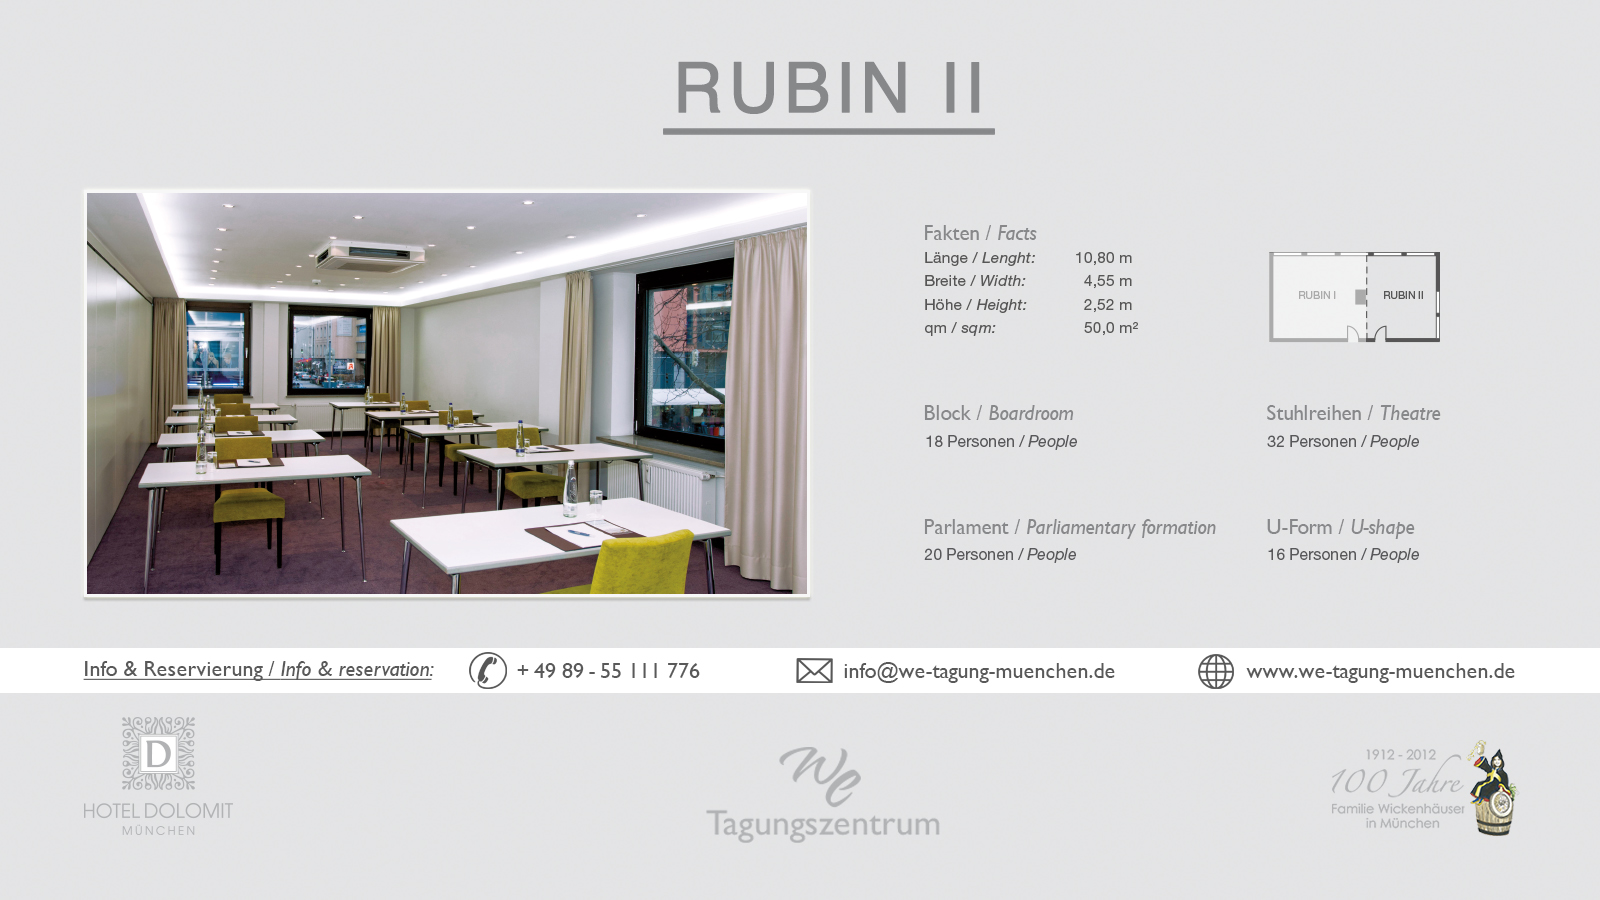 RUBIN II
Fakten / Facts
Länge / Lenght: 10,80 m
Breite / Width: 4,55 m
Höhe / Height: 2,52 m
qm / sqm: 50,0 m²
RUBIN I RUBIN II
Block / Boardroom
18 Personen / People
Stuhlreihen / Theatre
32 Personen / People
Parlament / Parliamentary formation
20 Personen / People
U-Form / U-shape
16 Personen / People
Info & Reservierung / Info & reservation: + 49 89 - 55 111 776 info@we-tagung-muenchen.de www.we-tagung-muenchen.de
D
HOTEL DOLOMIT
MÜNCHEN
We
Tagungszentrum
1912 - 2012
100 Jahre
Familie Wickenhäuser
in München